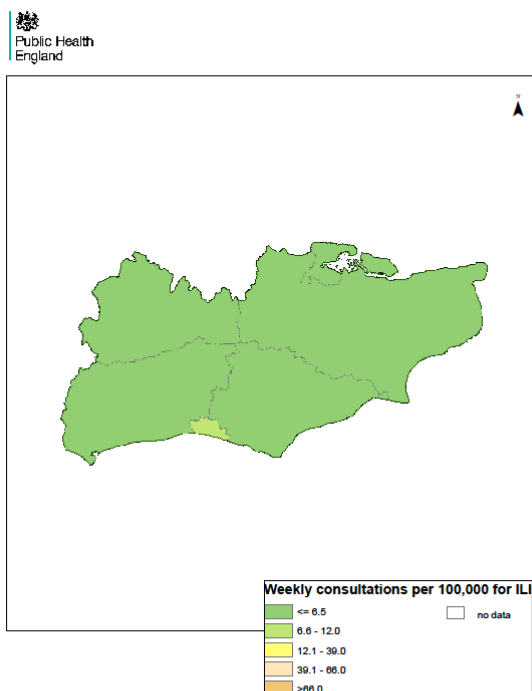 Public Health
England
N
Weekly consultations per 100,000 for ILI
<= 6.5
no data
6.6 - 12.0
12.1 - 39.0
39.1 - 66.0
>66.0